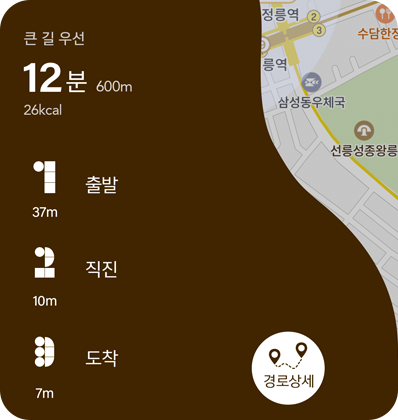 큰 길 우선
12분 600m
26kcal
1 출발
37m
2 직진
10m
3 도착
7m
경로상세
정릉역
2
3
릉역
수담한정
삼성동우체국
선릉성종왕릉